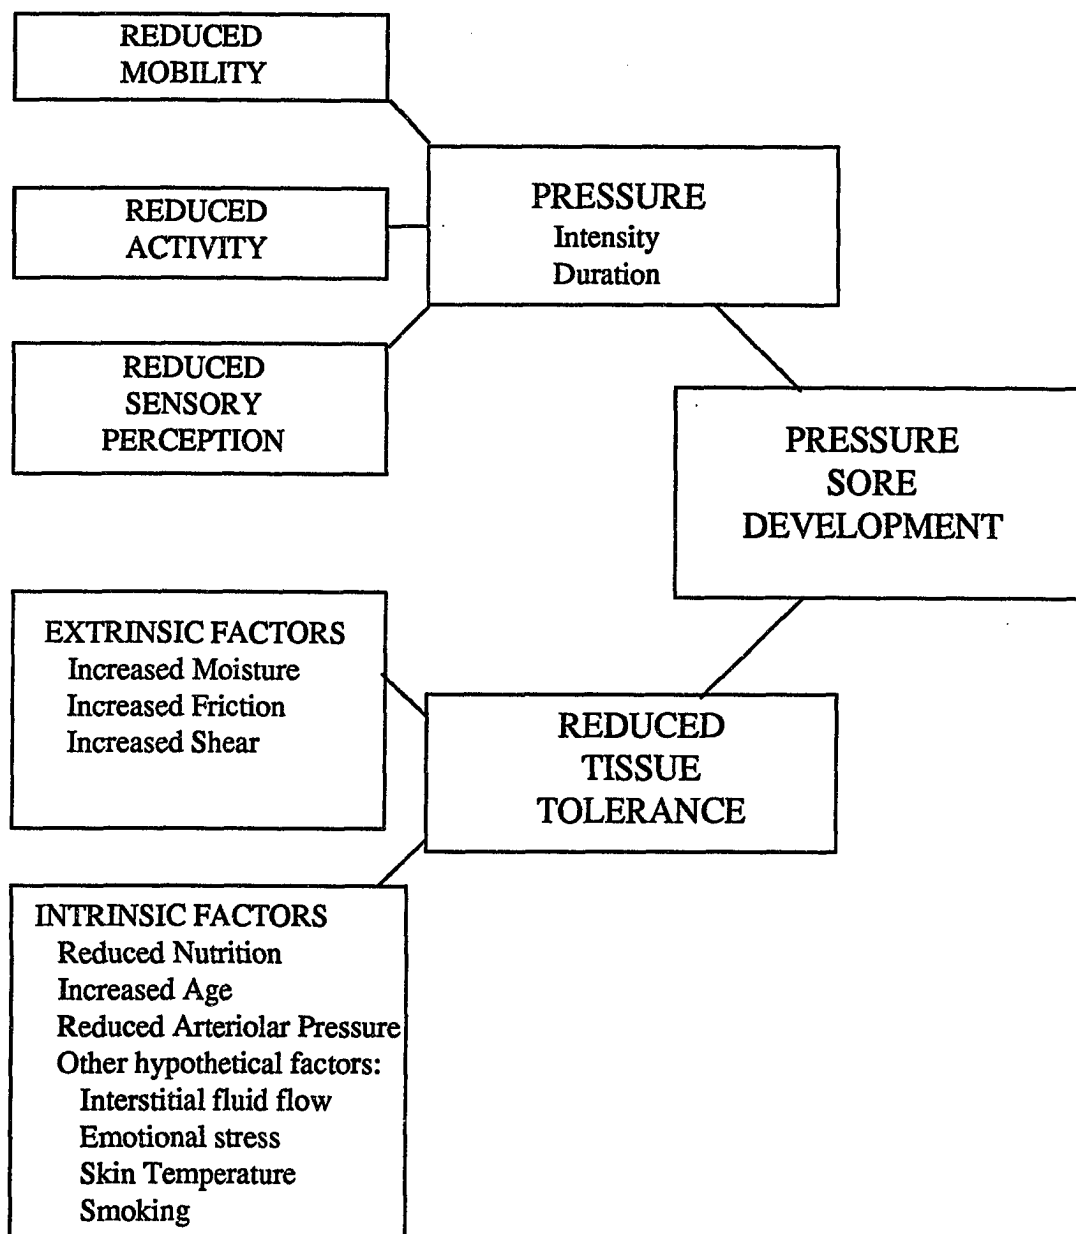 REDUCED
MOBILITY
REDUCED
ACTIVITY
REDUCED
SENSORY
PERCEPTION
PRESSURE
Intensity
Duration
PRESSURE
SORE
DEVELOPMENT
EXTRINSIC FACTORS
Increased Moisture
Increased Friction
Increased Shear
REDUCED
TISSUE
TOLERANCE
INTRINSIC FACTORS
Reduced Nutrition
Increased Age
Reduced Arteriolar Pressure
Other hypothetical factors:
Interstitial fluid flow
Emotional stress
Skin Temperature
Smoking